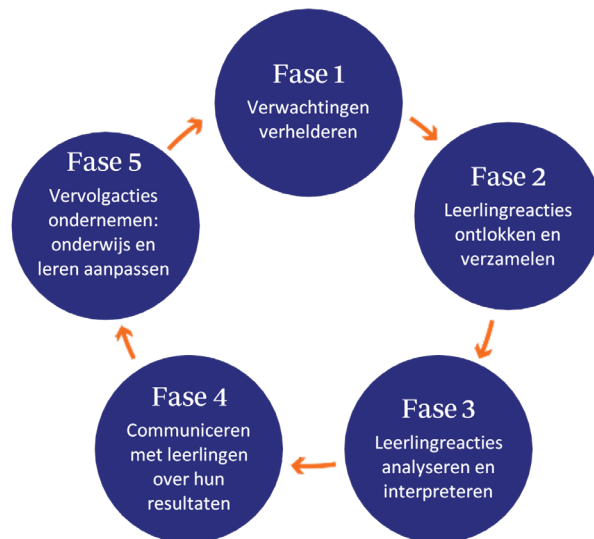 Fase 1
Verwachtingen
verhelderen
Fase 2
Leerlingreacties
ontlokken en
verzamelen
Fase 3
Leerlingreacties
analyseren en
interpreteren
Fase 4
Communiceren
met leerlingen
over hun
resultaten
Fase 5
Vervolgacties
ondernemen:
onderwijs en
leren aanpassen